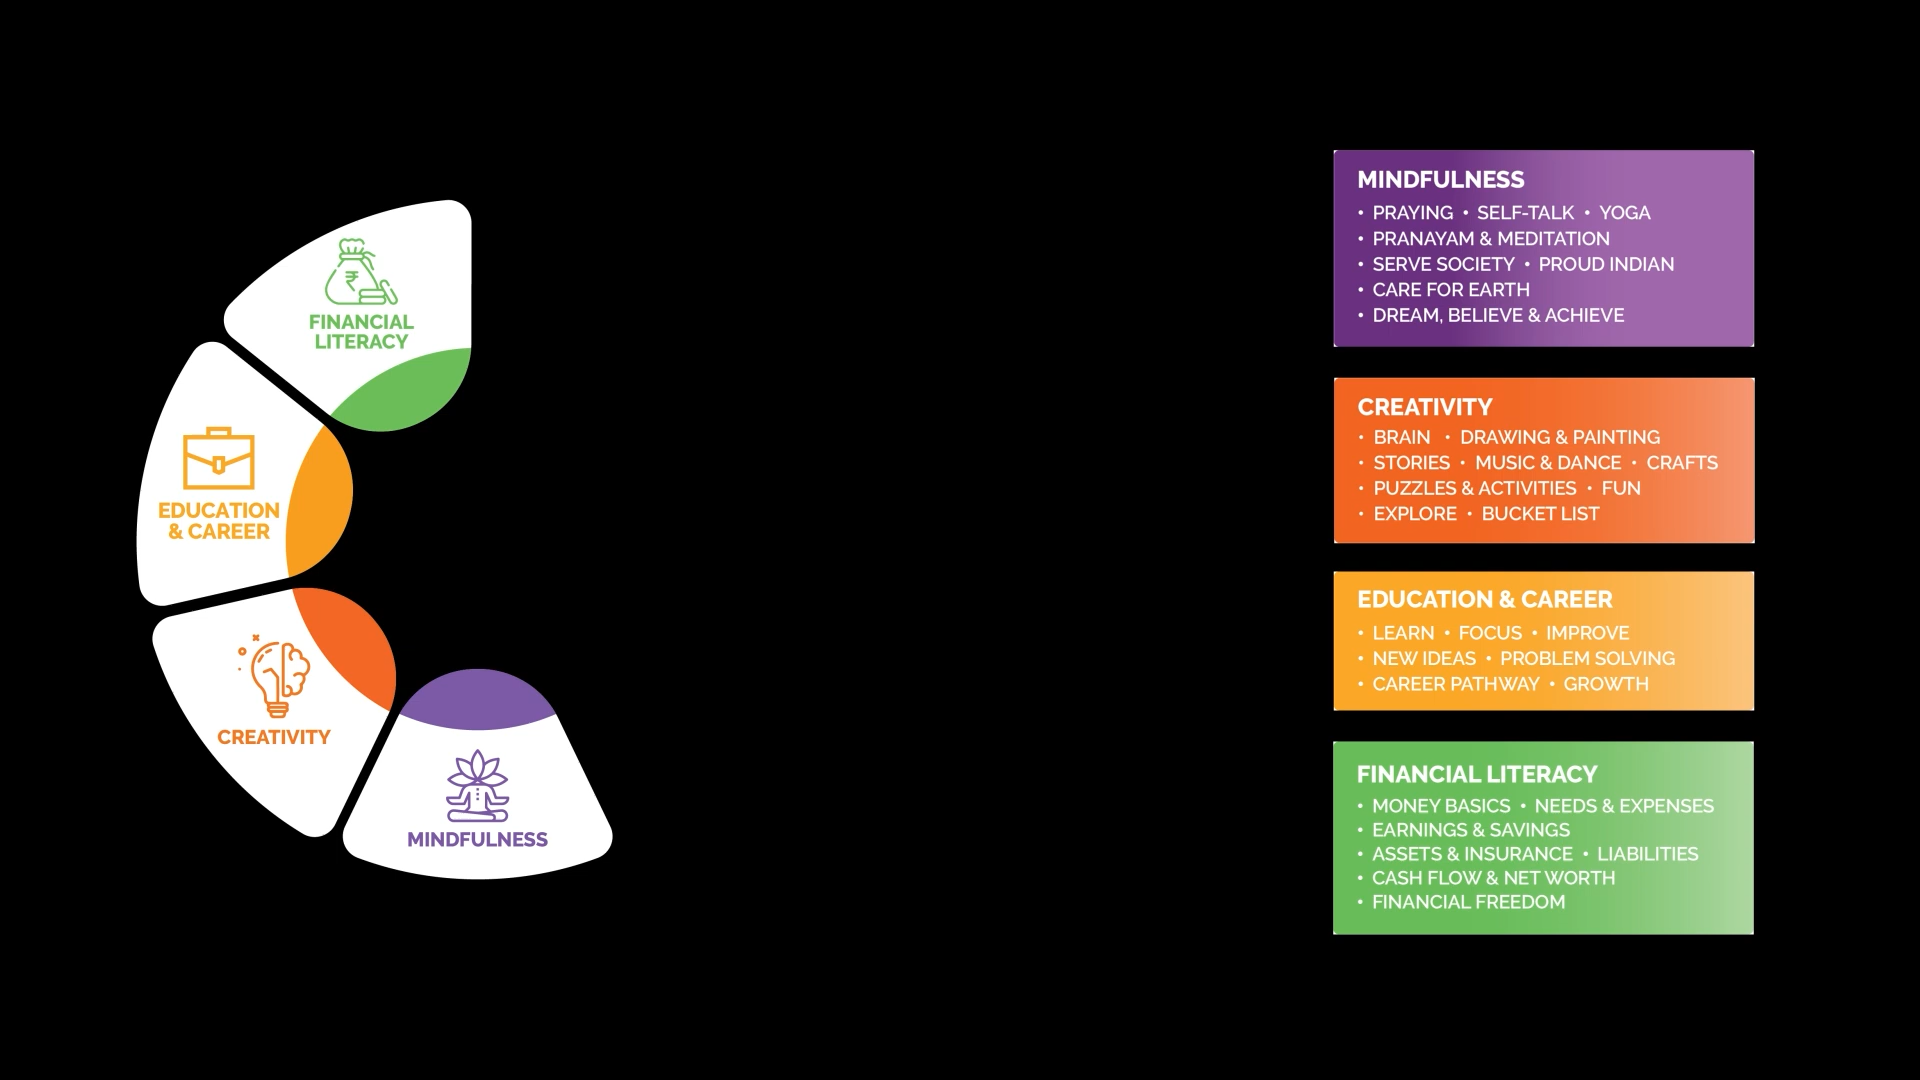 FINANCIAL
LITERACY
EDUCATION
& CAREER
CREATIVITY
MINDFULNESS
MINDFULNESS
• PRAYING • SELF-TALK • YOGA
• PRANAYAM & MEDITATION
• SERVE SOCIETY • PROUD INDIAN
• CARE FOR EARTH
• DREAM, BELIEVE & ACHIEVE
CREATIVITY
• BRAIN • DRAWING & PAINTING
• STORIES • MUSIC & DANCE • CRAFTS
• PUZZLES & ACTIVITIES • FUN
• EXPLORE • BUCKET LIST
EDUCATION & CAREER
• LEARN • FOCUS • IMPROVE
• NEW IDEAS • PROBLEM SOLVING
• CAREER PATHWAY • GROWTH
FINANCIAL LITERACY
• MONEY BASICS • NEEDS & EXPENSES
• EARNINGS & SAVINGS
• ASSETS & INSURANCE • LIABILITIES
• CASH FLOW & NET WORTH
• FINANCIAL FREEDOM